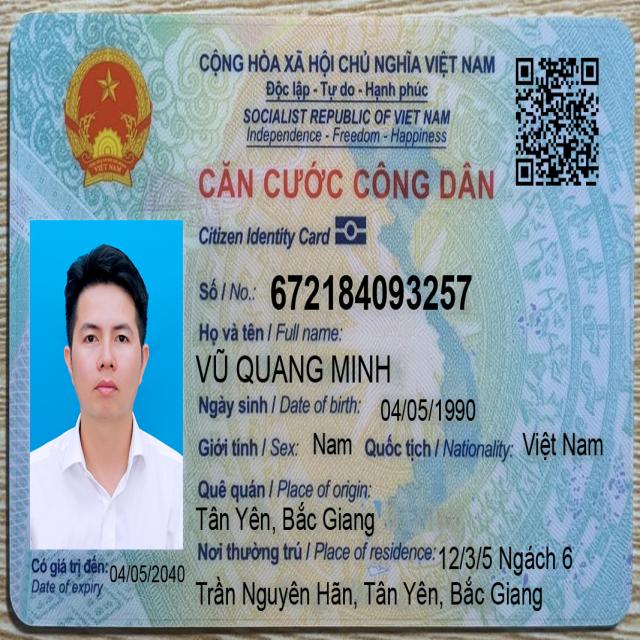 CỘNG HÒA XÃ HỘI CHỦ NGHĨA VIỆT NAM
Độc lập - Tự do - Hạnh phúc
SOCIALIST REPUBLIC OF VIET NAM
Independence - Freedom - Happiness
CĂN CƯỚC CÔNG DÂN
Citizen Identity Card
Số / No.: 672184093257
Họ và tên / Full name:
VŨ QUANG MINH
Ngày sinh / Date of birth: 04/05/1990
Giới tính / Sex: Nam Quốc tịch / Nationality: Việt Nam
Quê quán / Place of origin:
Tân Yên, Bắc Giang
Nơi thường trú / Place of residence: 12/3/5 Ngách 6
Trần Nguyên Hãn, Tân Yên, Bắc Giang
Có giá trị đến: 04/05/2040
Date of expiry
VIỆT NAM